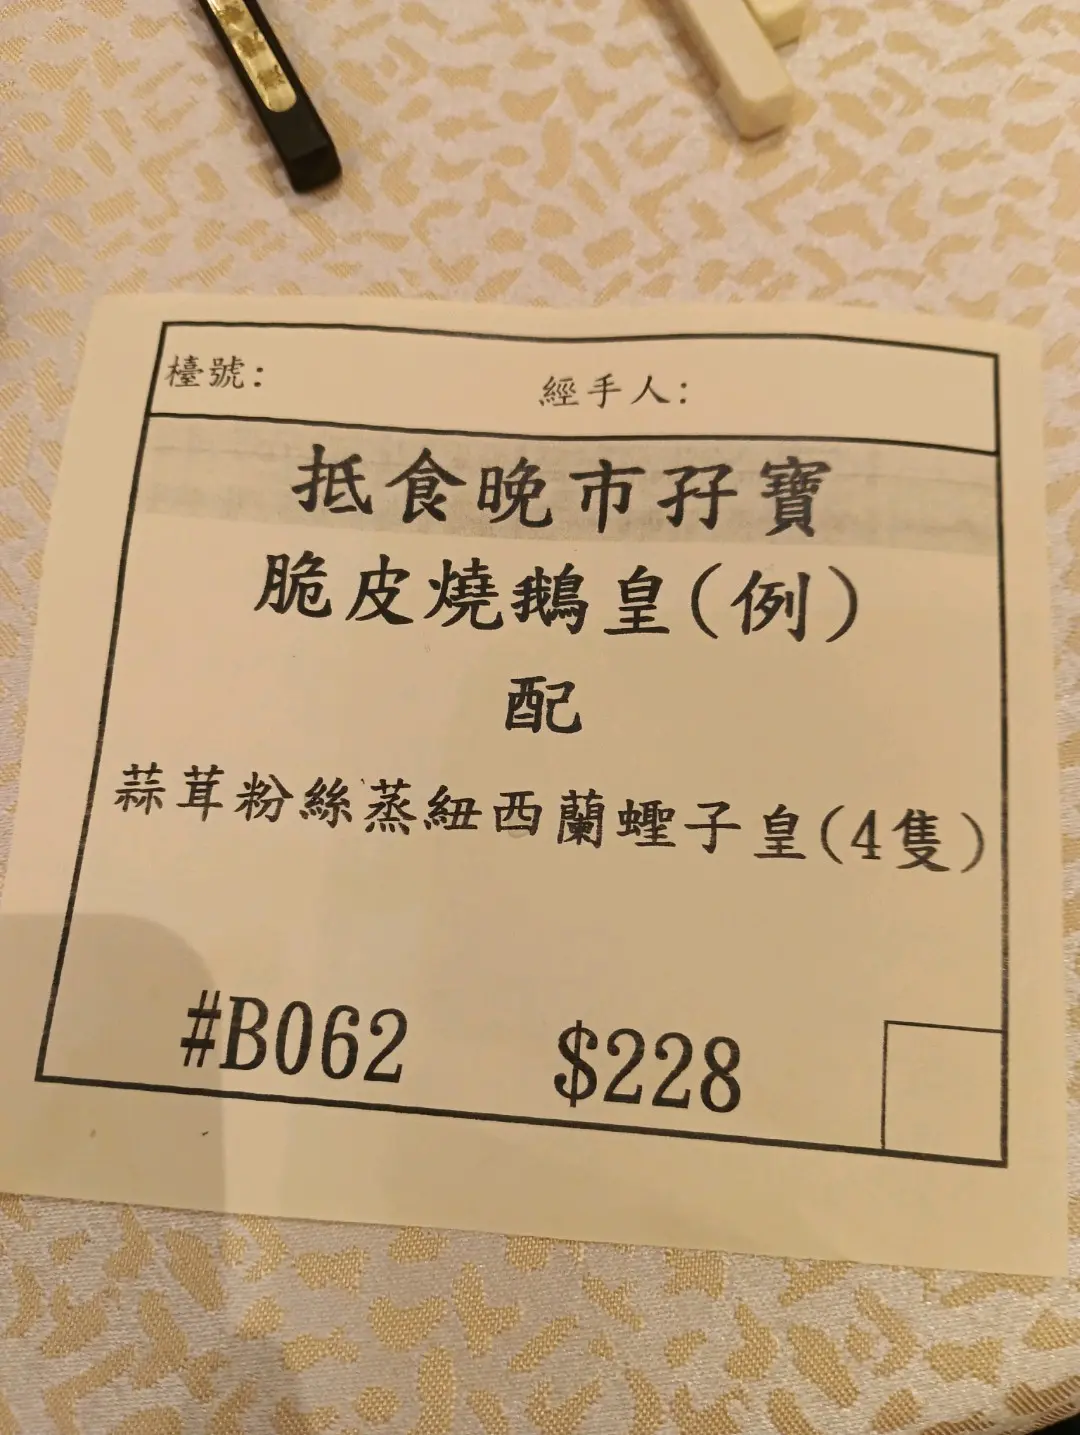 檯號: 經手人:
抵食晚市孖寶
脆皮燒鵝皇(例)
配
蒜茸粉絲蒸紐西蘭蟶子皇(4隻)
#B062 $228